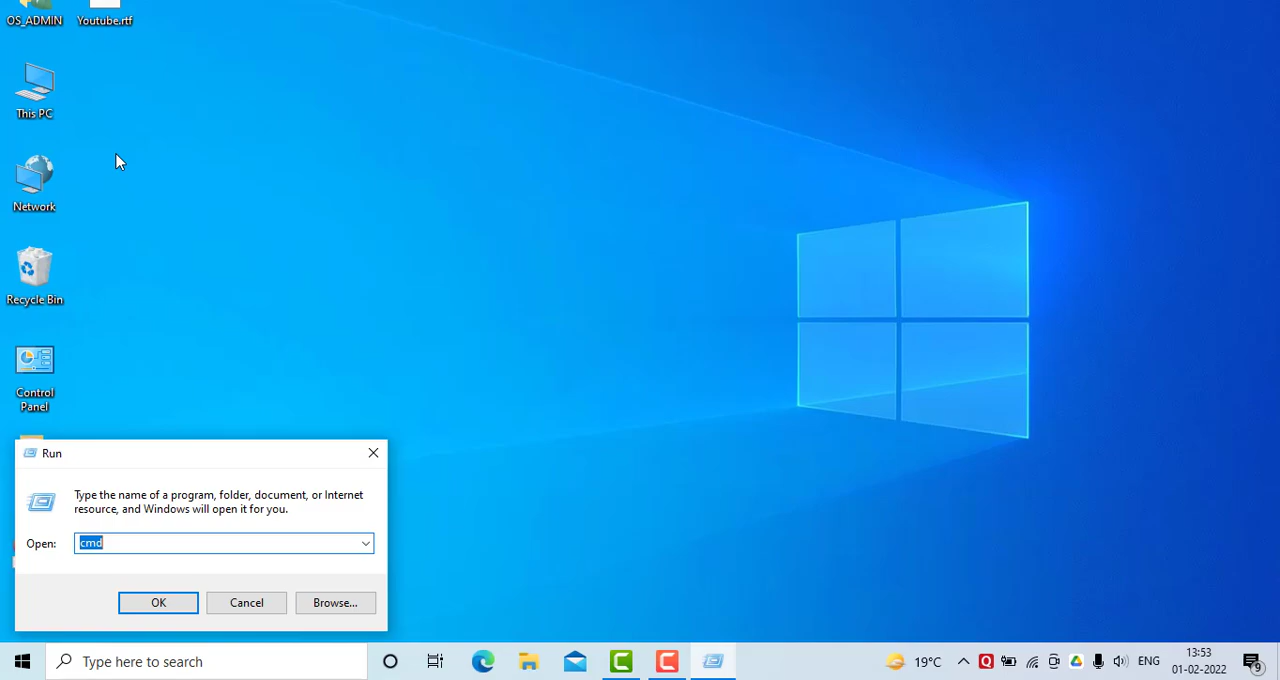 OS_ADMIN
Youtube.rtf
This PC
Network
Recycle Bin
Control
Panel
Run
Type the name of a program, folder, document, or Internet
resource, and Windows will open it for you.
Open: cmd
OK Cancel Browse...
Type here to search
19°C
ENG
13:53
01-02-2022
9